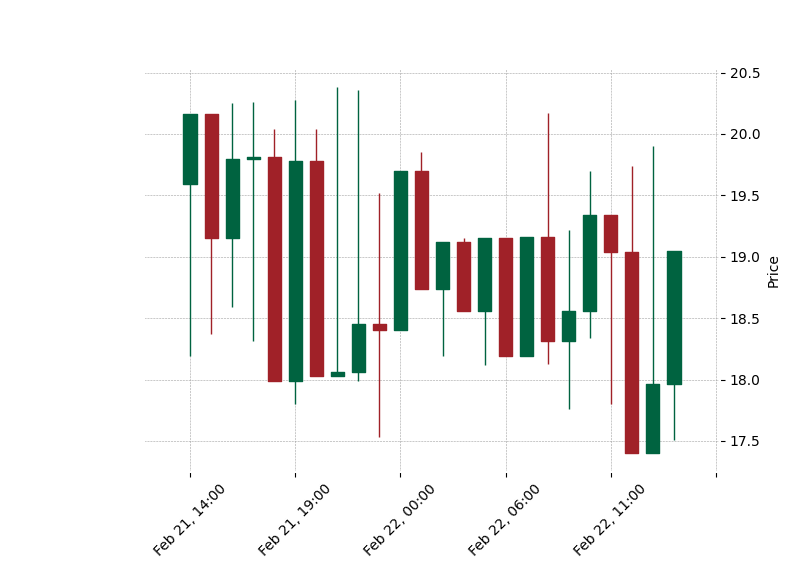 20.5
20.0
19.5
19.0
18.5
18.0
17.5
Price
Feb 21, 14:00
Feb 21, 19:00
Feb 22, 00:00
Feb 22, 06:00
Feb 22, 11:00